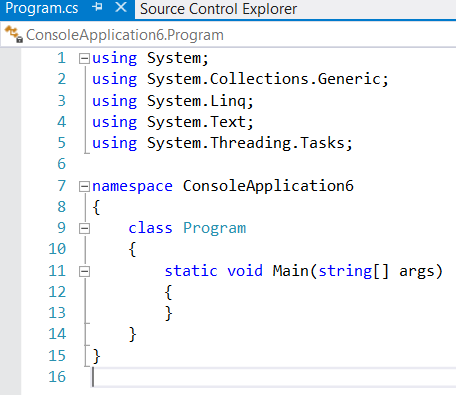 Program.cs
Source Control Explorer
ConsoleApplication6.Program
1 using System;
2 using System.Collections.Generic;
3 using System.Linq;
4 using System.Text;
5 using System.Threading.Tasks;
6
7 namespace ConsoleApplication6
8 {
9     class Program
10     {
11         static void Main(string[] args)
12         {
13         }
14     }
15 }
16